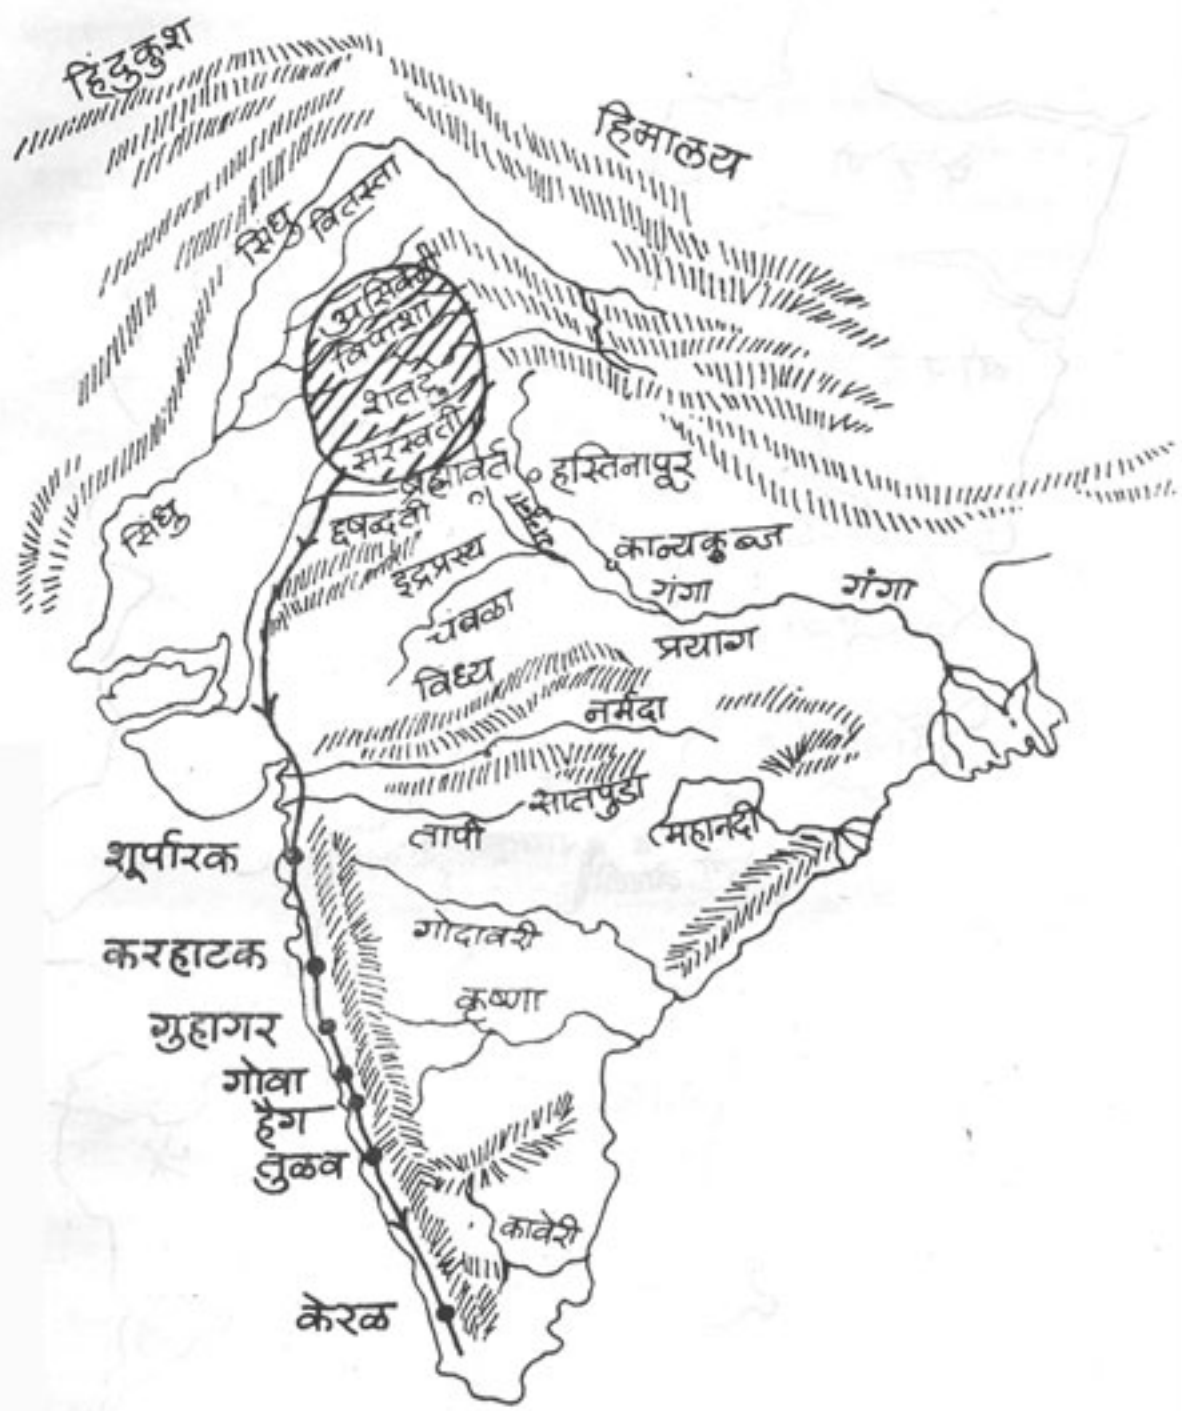 हिंदुकुश
हिमालय
सिंधु
वितस्ता
असिक्नी
विपाशा
शतद्रु
सरस्वती
ब्रह्मावर्त
हस्तिनापूर
सिंधु
दृषद्वती
इंद्रप्रस्थ
कान्यकुब्ज
गंगा
गंगा
चंबळा
प्रयाग
विंध्य
नर्मदा
सातपुडा
तापी
महानदी
शूर्पारक
गोदावरी
करहाटक
कृष्णा
गुहागर
गोवा
हैग
तुळव
कावेरी
केरळ